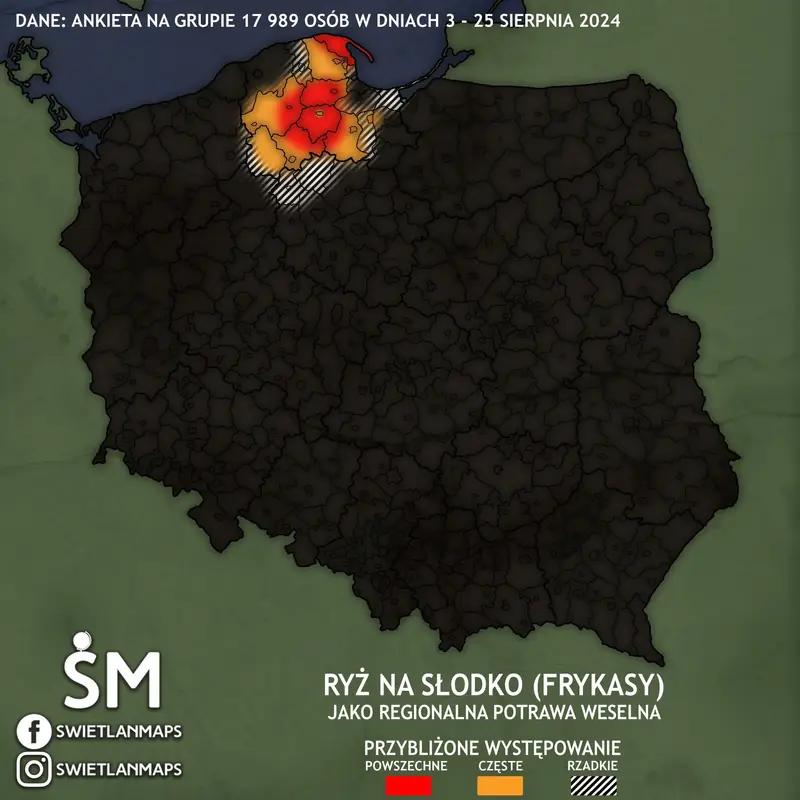 DANE: ANKIETA NA GRUPIE 17 989 OSÓB W DNIACH 3 - 25 SIERPNIA 2024
ŚM
SWIETLANMAPS
SWIETLANMAPS
RYŻ NA SŁODKO (FRYKASY)
JAKO REGIONALNA POTRAWA WESELNA
PRZYBLIŻONE WYSTĘPOWANIE
POWSZECHNE CZĘSTE RZADKIE